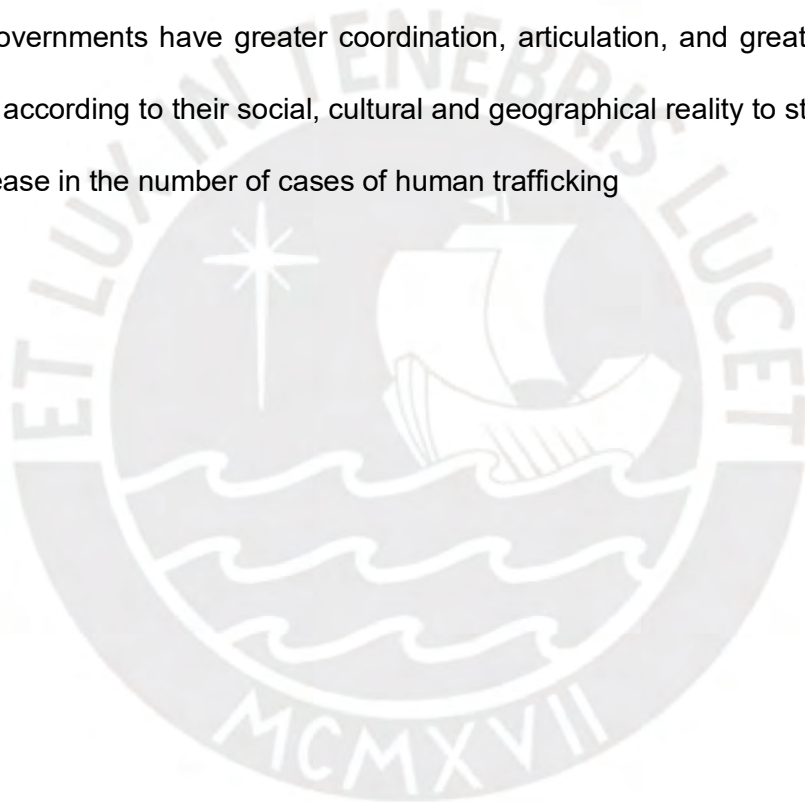 overnments have greater coordination, articulation, and great
according to their social, cultural and geographical reality to st
ease in the number of cases of human trafficking
ET LUX IN TENEBRIS LUCET
MCMXVII